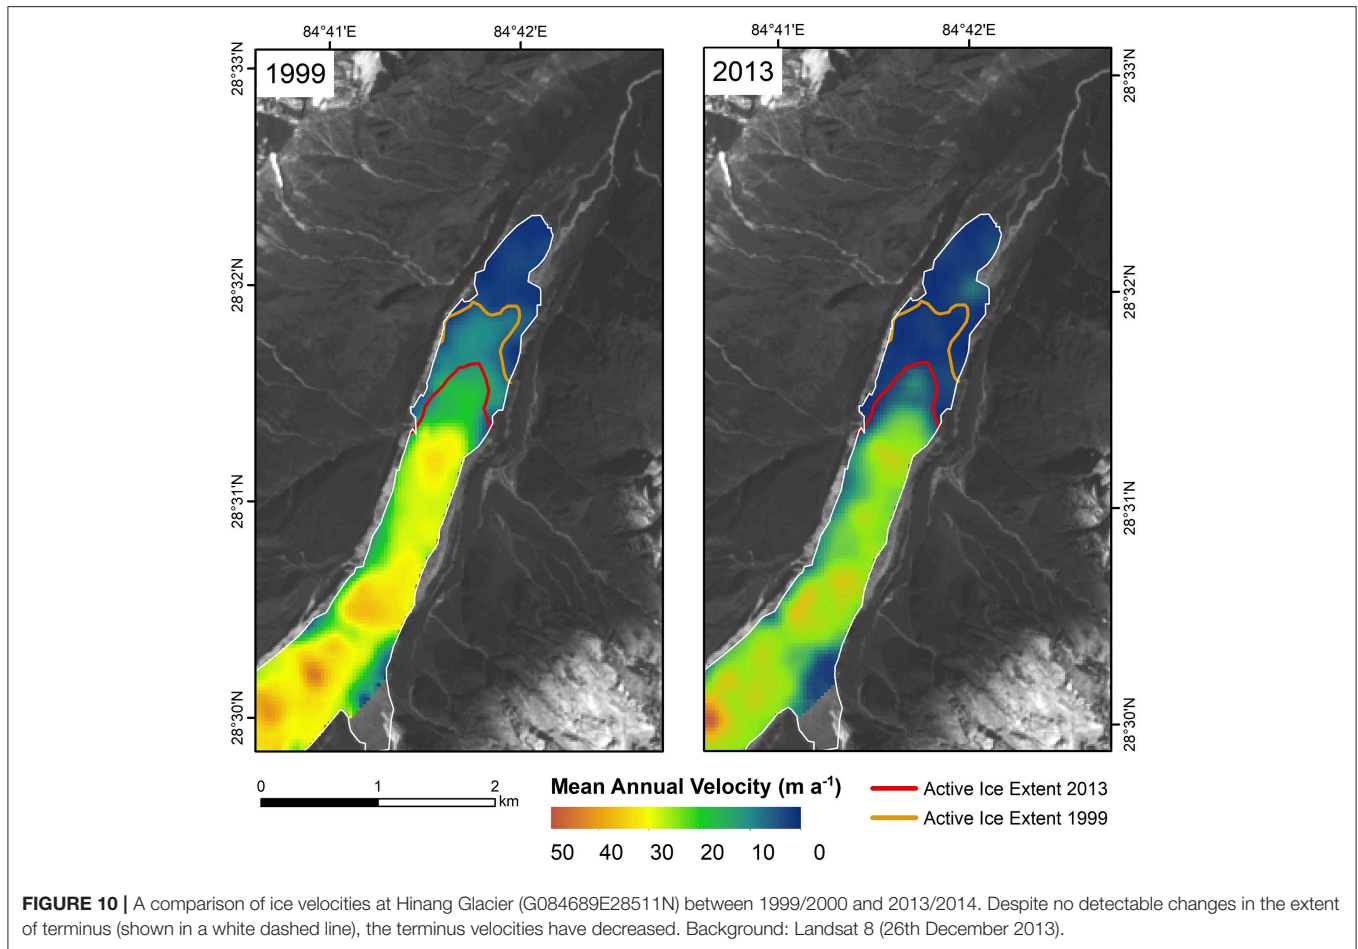 84°41'E
84°42'E
84°41'E
84°42'E
1999
2013
28°33'N
28°32'N
28°31'N
28°30'N
28°33'N
28°32'N
28°31'N
28°30'N
0 1 2
km
Mean Annual Velocity (m a⁻¹)
50 40 30 20 10 0
Active Ice Extent 2013
Active Ice Extent 1999
FIGURE 10 | A comparison of ice velocities at Hinang Glacier (G084689E28511N) between 1999/2000 and 2013/2014. Despite no detectable changes in the extent
of terminus (shown in a white dashed line), the terminus velocities have decreased. Background: Landsat 8 (26th December 2013).